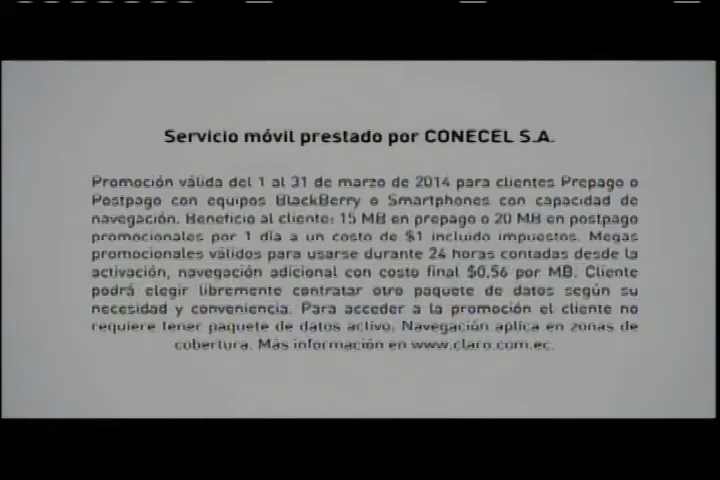 Servicio móvil prestado por CONECEL S.A.
Promoción válida del 1 al 31 de marzo de 2014 para clientes Prepago o
Postpago con equipos BlackBerry o Smartphones con capacidad de
navegación. Beneficio al cliente: 15 MB en prepago o 20 MB en postpago
promocionales por 1 día a un costo de $1 incluido impuestos. Megas
promocionales válidos para usarse durante 24 horas contadas desde la
activación, navegación adicional con costo final $0,56 por MB. Cliente
podrá elegir libremente contratar otro paquete de datos según su
necesidad y conveniencia. Para acceder a la promoción el cliente no
requiere tener paquete de datos activo. Navegación aplica en zonas de
cobertura. Más información en www.claro.com.ec.